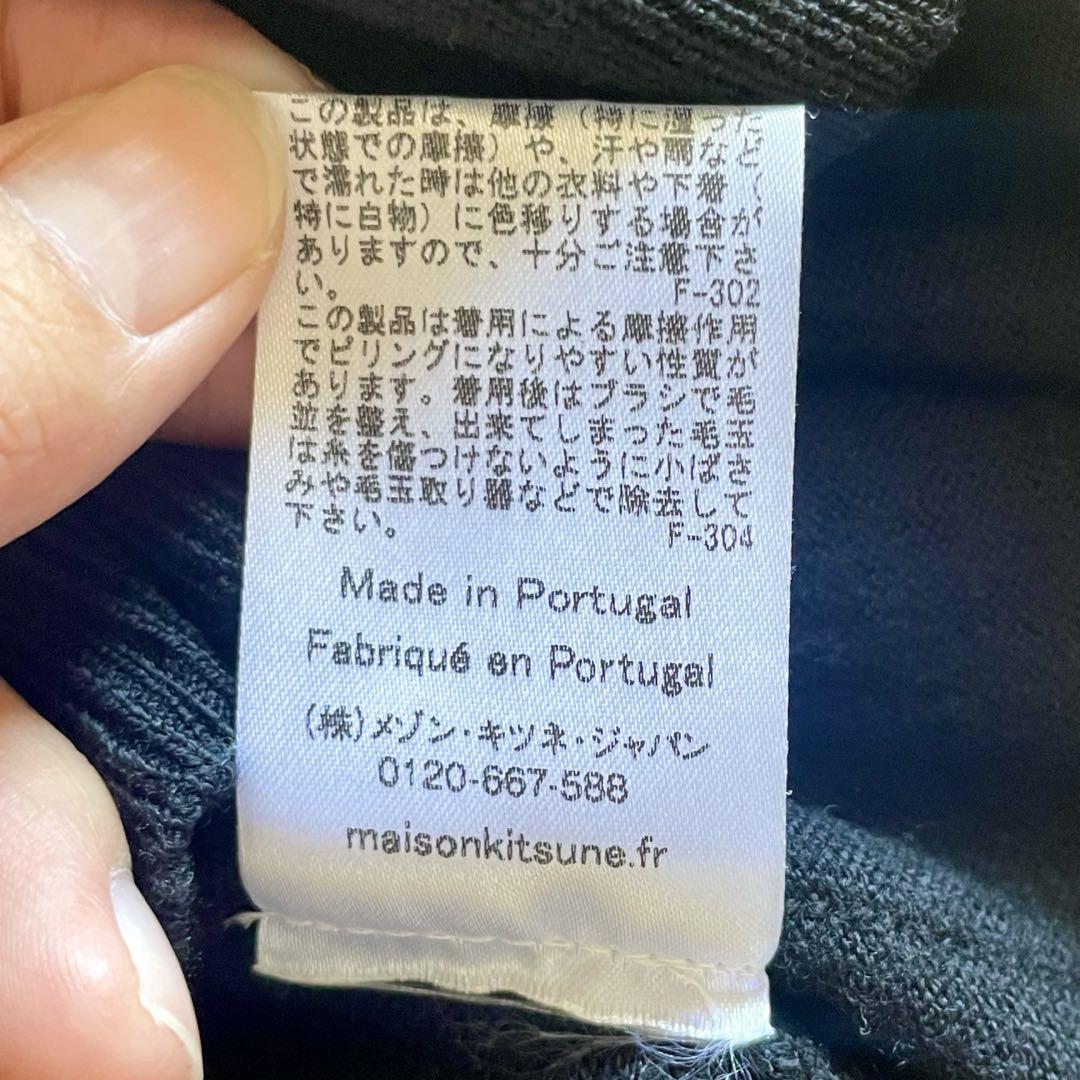 この製品は、摩擦（特に湿った
状態での摩擦）や、汗や雨など
で濡れた時は他の衣料や下着（
特に白物）に色移りする場合が
ありますので、十分ご注意下さ
い。 F-302
この製品は着用による摩擦作用
でピリングになりやすい性質が
あります。着用後はブラシで毛
並を整え、出来てしまった毛玉
は糸を傷つけないように小ばさ
みや毛玉取り器などで除去して
下さい。 F-304
Made in Portugal
Fabriqué en Portugal
(株)メゾン・キツネ・ジャパン
0120-667-588
maisonkitsune.fr